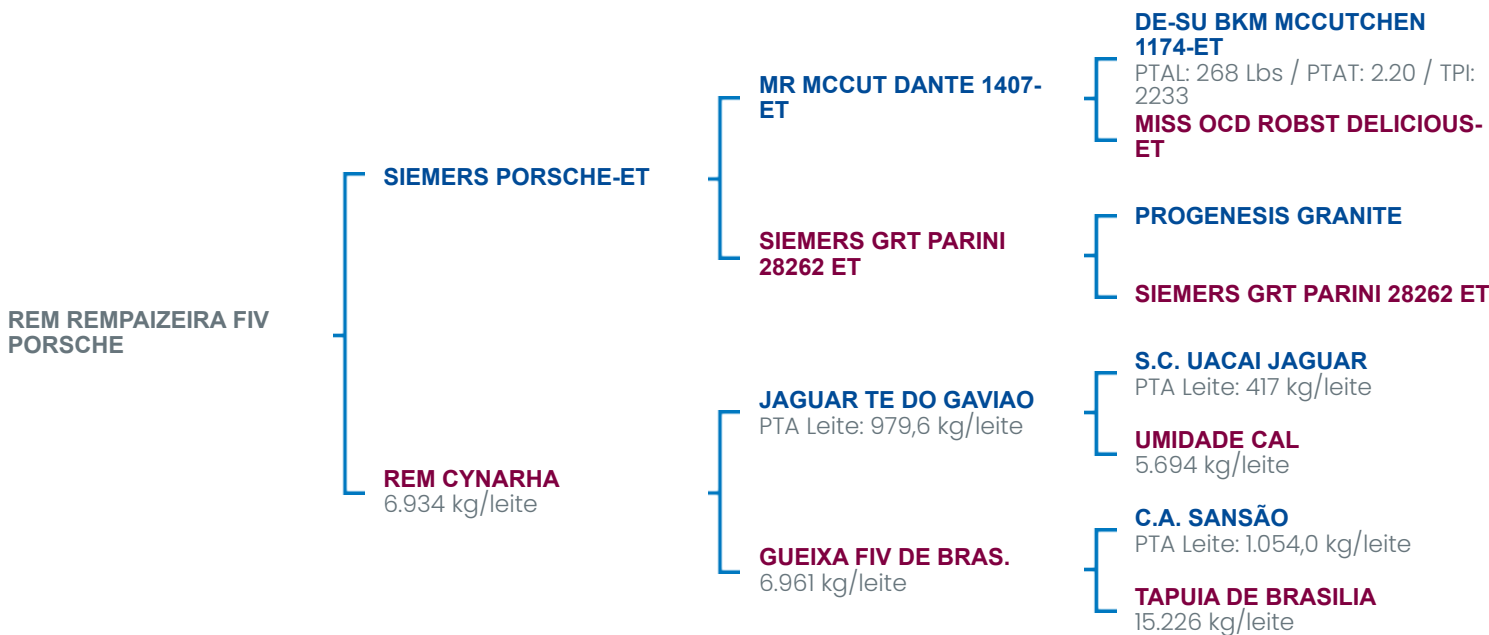 REM REMPAIZEIRA FIV
PORSCHE
SIEMERS PORSCHE-ET
REM CYNARHA
6.934 kg/leite
MR MCCUT DANTE 1407-
ET
SIEMERS GRT PARINI
28262 ET
JAGUAR TE DO GAVIAO
PTA Leite: 979,6 kg/leite
GUEIXA FIV DE BRAS.
6.961 kg/leite
DE-SU BKM MCCUTCHEN
1174-ET
PTAL: 268 Lbs / PTAT: 2.20 / TPI:
2233
MISS OCD ROBST DELICIOUS-
ET
PROGENESIS GRANITE
SIEMERS GRT PARINI 28262 ET
S.C. UACAI JAGUAR
PTA Leite: 417 kg/leite
UMIDADE CAL
5.694 kg/leite
C.A. SANSÃO
PTA Leite: 1.054,0 kg/leite
TAPUIA DE BRASILIA
15.226 kg/leite